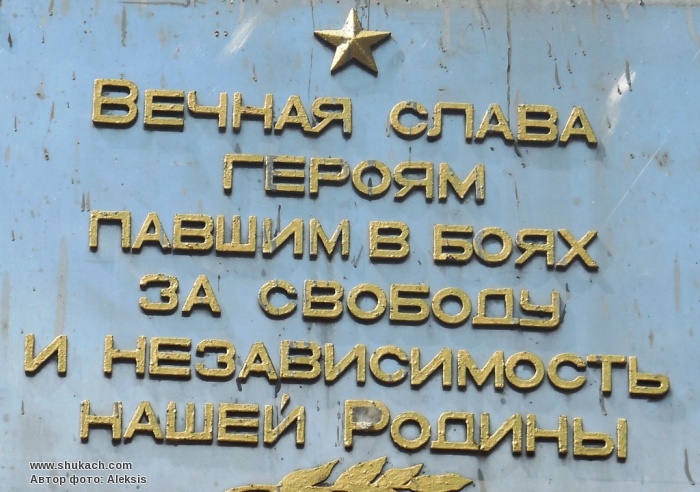 Вечная слава
героям
павшим в боях
за свободу
и независимость
нашей Родины
www.shukach.com
Автор фото: Aleksis